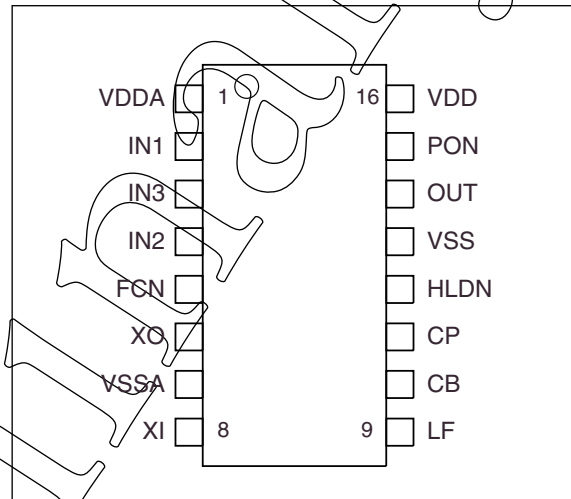 VDDA 1 16 VDD
IN1 PON
IN3 OUT
IN2 VSS
FCN HLDN
XO CP
VSSA CB
XI 8 9 LF